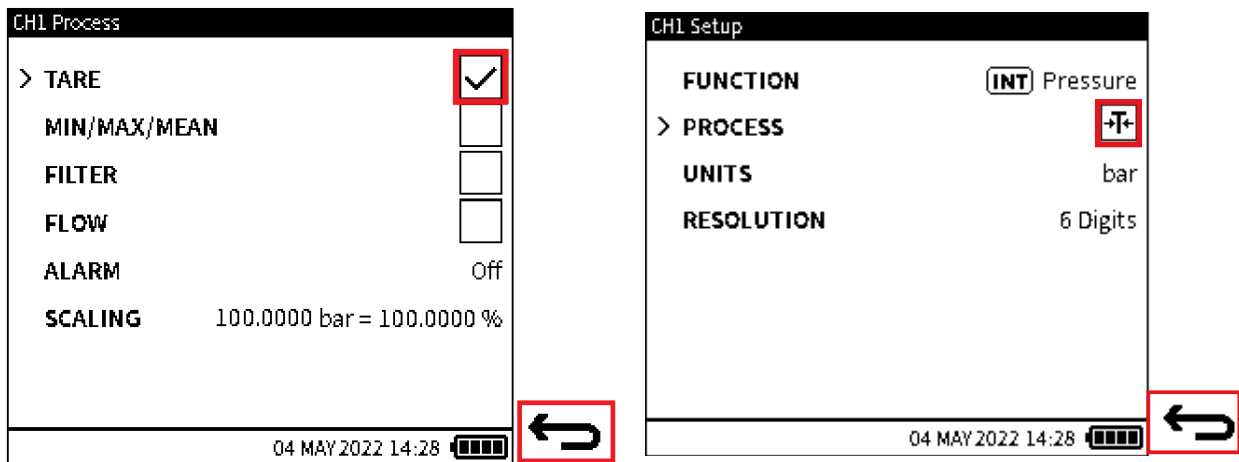 CH1 Process
> TARE
MIN/MAX/MEAN
FILTER
FLOW
ALARM Off
SCALING 100.0000 bar = 100.0000 %
04 MAY 2022 14:28
CH1 Setup
FUNCTION INT Pressure
> PROCESS T
UNITS bar
RESOLUTION 6 Digits
04 MAY 2022 14:28